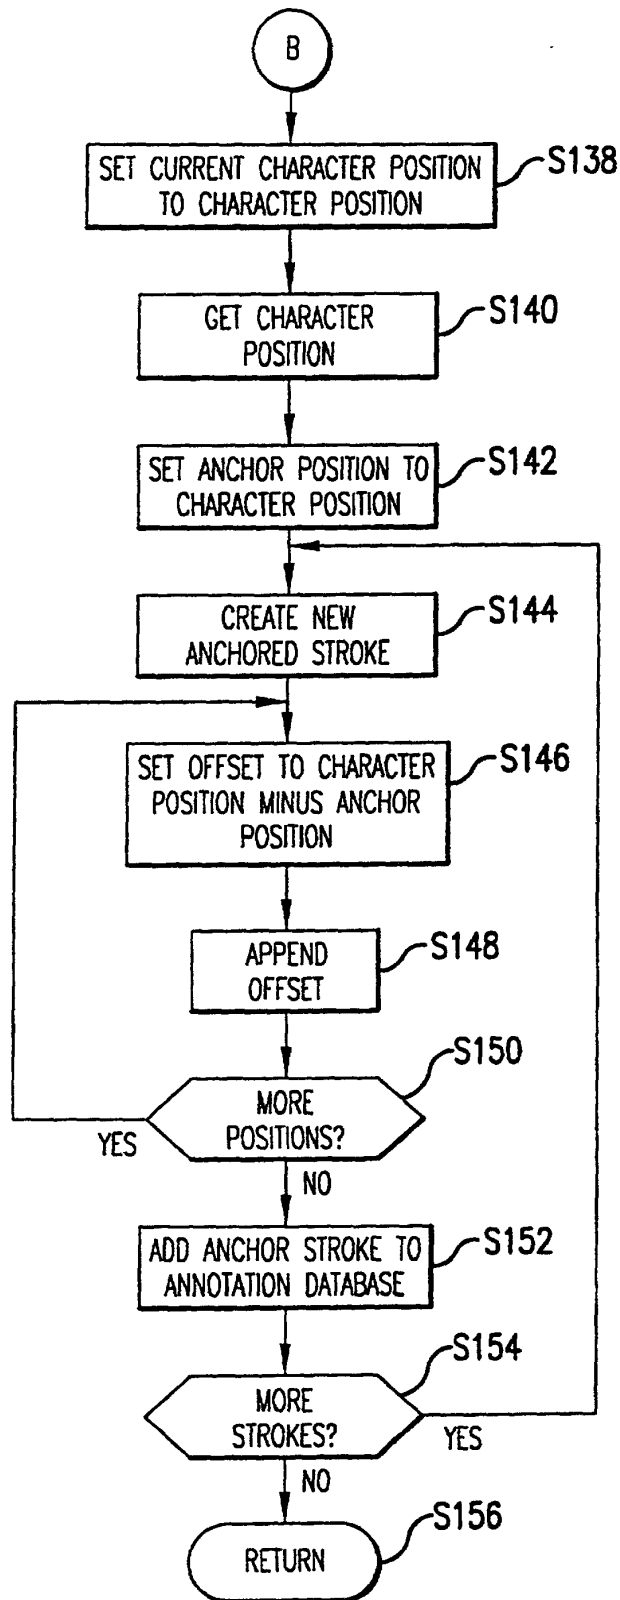 B
SET CURRENT CHARACTER POSITION
TO CHARACTER POSITION
S138
GET CHARACTER
POSITION
S140
SET ANCHOR POSITION TO
CHARACTER POSITION
S142
CREATE NEW
ANCHORED STROKE
S144
SET OFFSET TO CHARACTER
POSITION MINUS ANCHOR
POSITION
S146
APPEND
OFFSET
S148
MORE
POSITIONS?
S150
YES
NO
ADD ANCHOR STROKE TO
ANNOTATION DATABASE
S152
MORE
STROKES?
S154
YES
NO
RETURN
S156